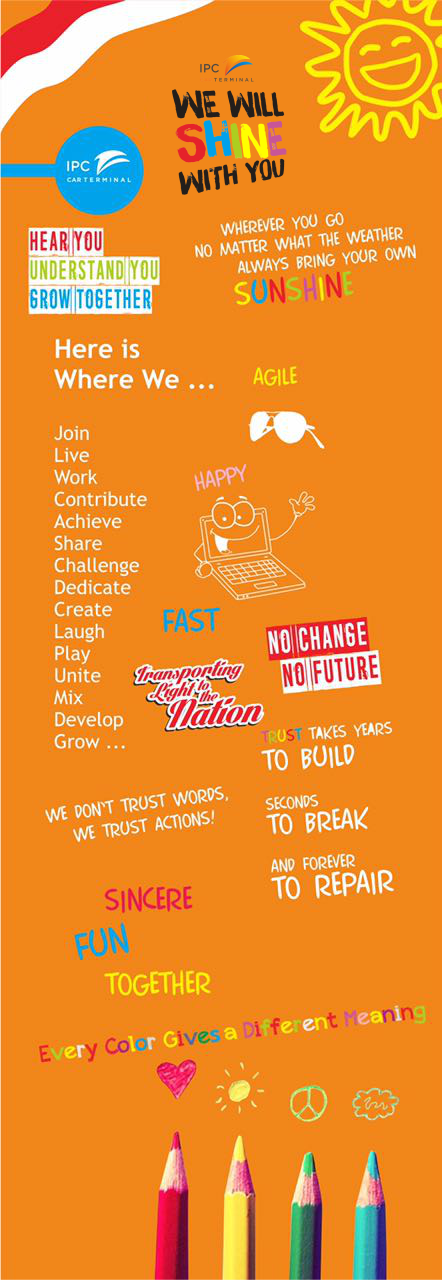 IPC
TERMINAL
WE WILL
SHINE
WITH YOU
IPC
CARTERMINAL
HEAR YOU
UNDERSTAND YOU
GROW TOGETHER
WHEREVER YOU GO
NO MATTER WHAT THE WEATHER
ALWAYS BRING YOUR OWN
SUNSHINE
Here is
Where We ...
Join
Live
Work
Contribute
Achieve
Share
Challenge
Dedicate
Create
Laugh
Play
Unite
Mix
Develop
Grow ...
AGILE
HAPPY
FAST
NO CHANGE
NO FUTURE
Transporting
Light to
the
Nation
TRUST TAKES YEARS
TO BUILD
SECONDS
TO BREAK
AND FOREVER
TO REPAIR
WE DON'T TRUST WORDS,
WE TRUST ACTIONS!
SINCERE
FUN
TOGETHER
Every Color Gives a Different Meaning